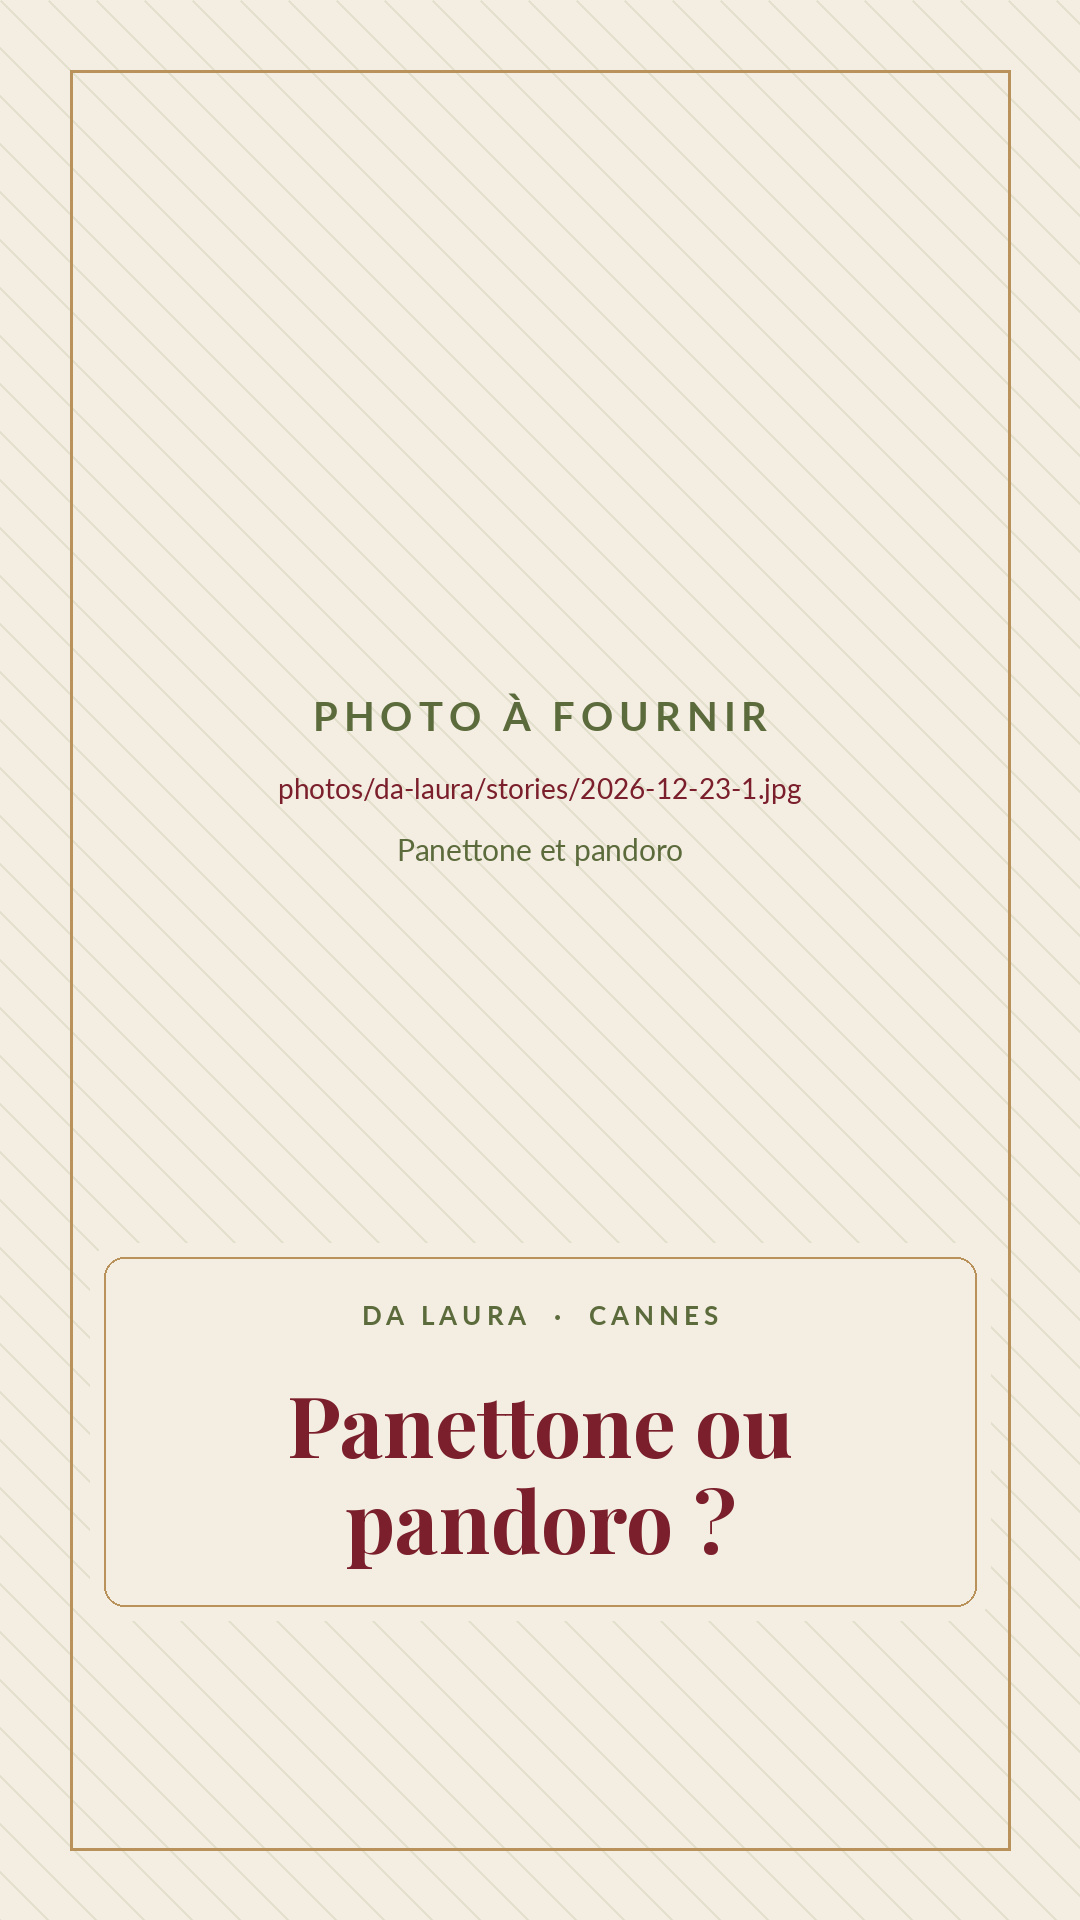 PHOTO À FOURNIR
photos/da-laura/stories/2026-12-23-1.jpg
Panettone et pandoro
DA LAURA · CANNES
Panettone ou
pandoro ?